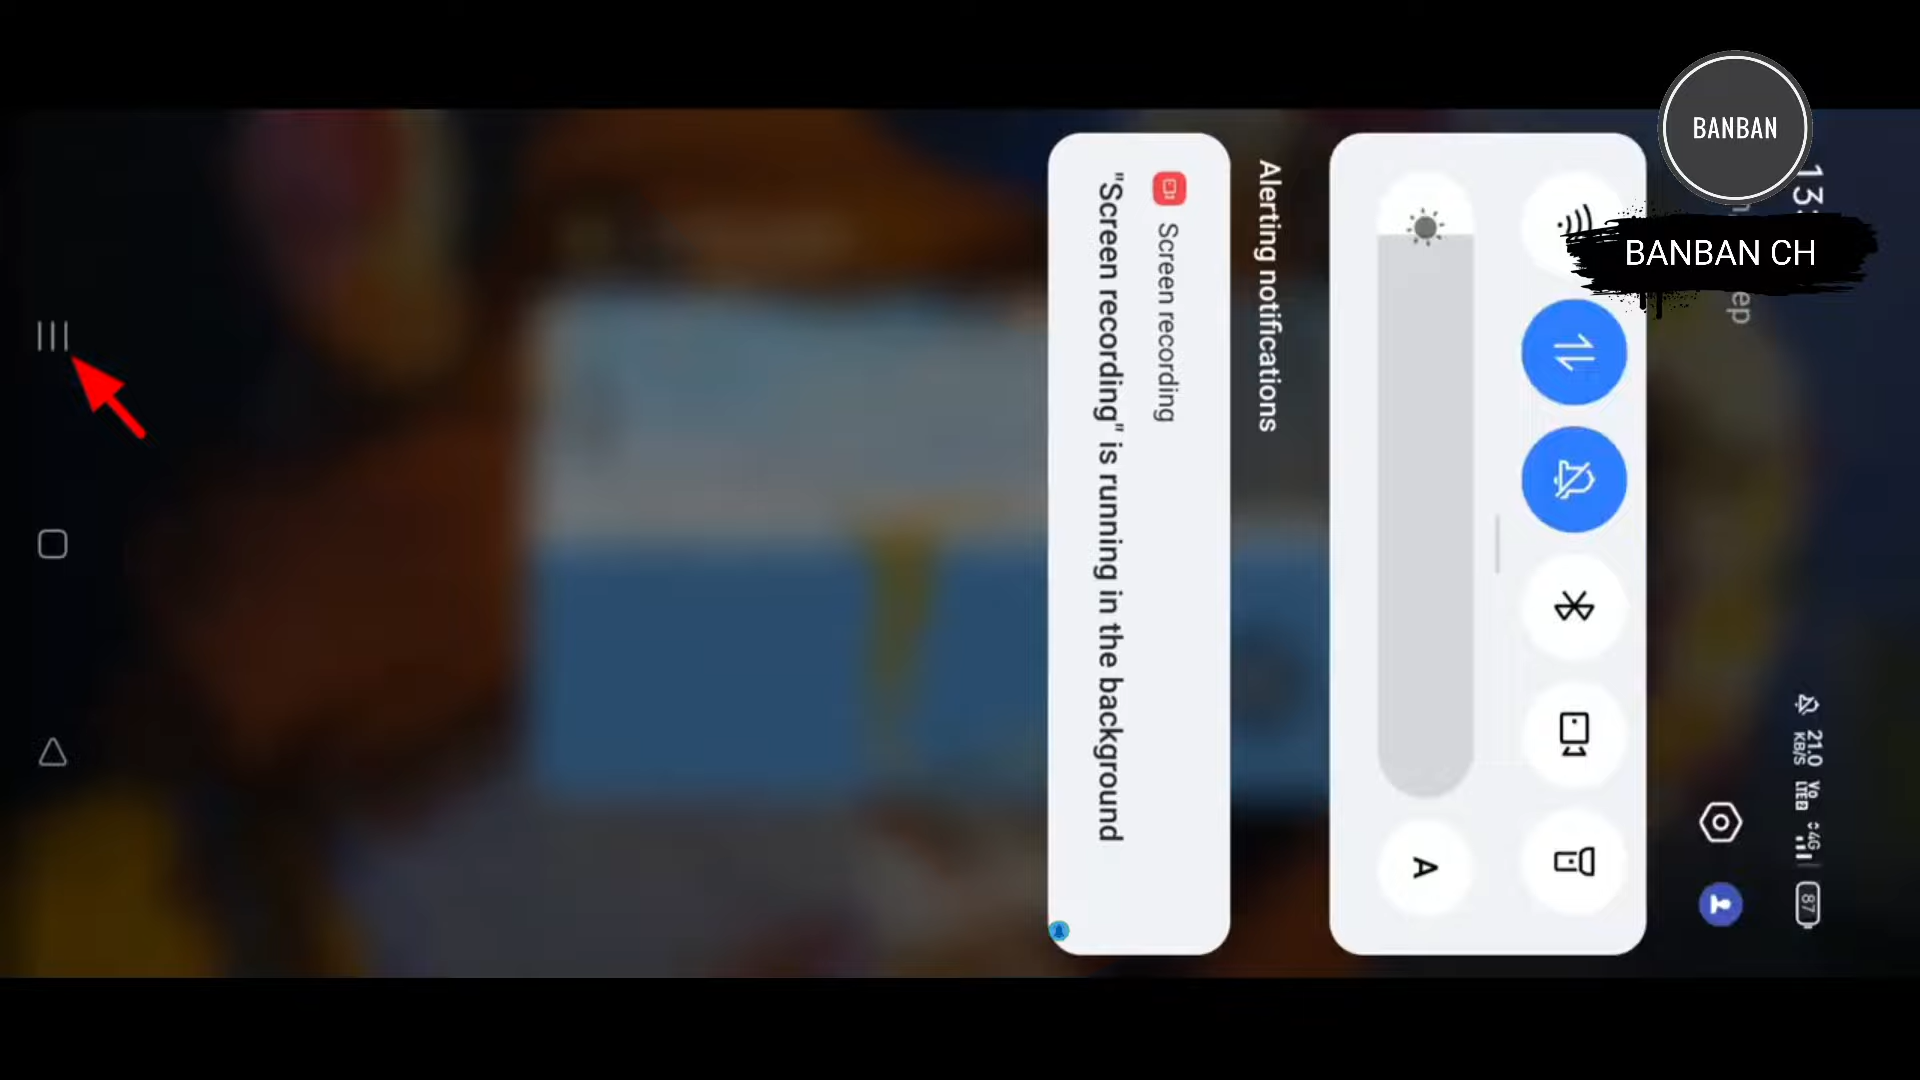 BANBAN
BANBAN CH
21.0
KB/S
Vo
LTE2
4G
87
A
Alerting notifications
Screen recording
"Screen recording" is running in the background